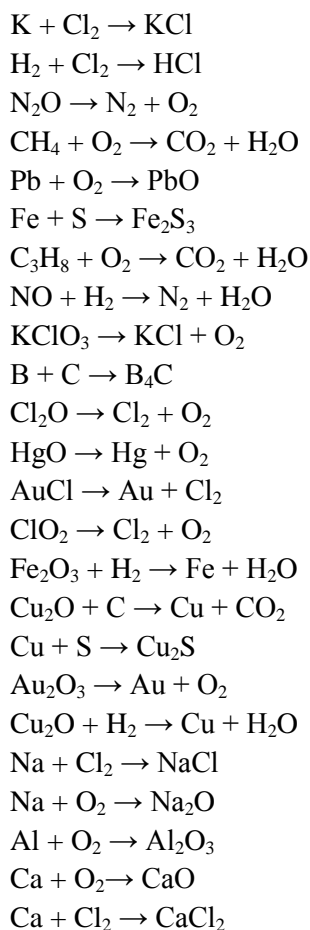 K + Cl₂ → KCl
H₂ + Cl₂ → HCl
N₂O → N₂ + O₂
CH₄ + O₂ → CO₂ + H₂O
Pb + O₂ → PbO
Fe + S → Fe₂S₃
C₃H₈ + O₂ → CO₂ + H₂O
NO + H₂ → N₂ + H₂O
KClO₃ → KCl + O₂
B + C → B₄C
Cl₂O → Cl₂ + O₂
HgO → Hg + O₂
AuCl → Au + Cl₂
ClO₂ → Cl₂ + O₂
Fe₂O₃ + H₂ → Fe + H₂O
Cu₂O + C → Cu + CO₂
Cu + S → Cu₂S
Au₂O₃ → Au + O₂
Cu₂O + H₂ → Cu + H₂O
Na + Cl₂ → NaCl
Na + O₂ → Na₂O
Al + O₂ → Al₂O₃
Ca + O₂→ CaO
Ca + Cl₂ → CaCl₂